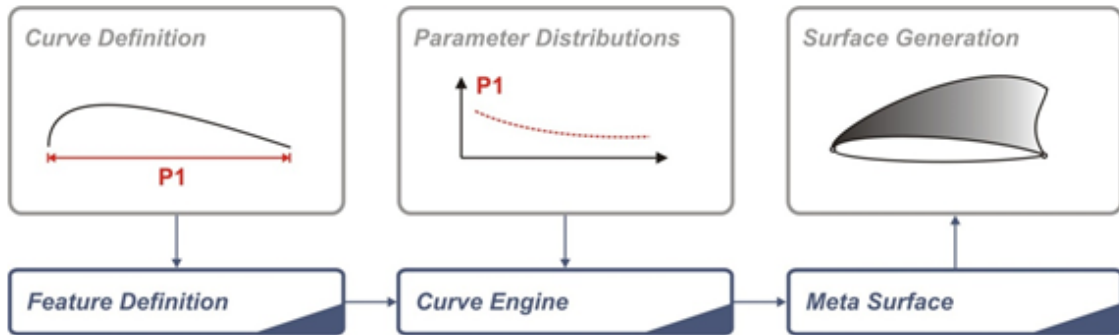 Curve Definition
Parameter Distributions
Surface Generation
P1
P1
Feature Definition
Curve Engine
Meta Surface